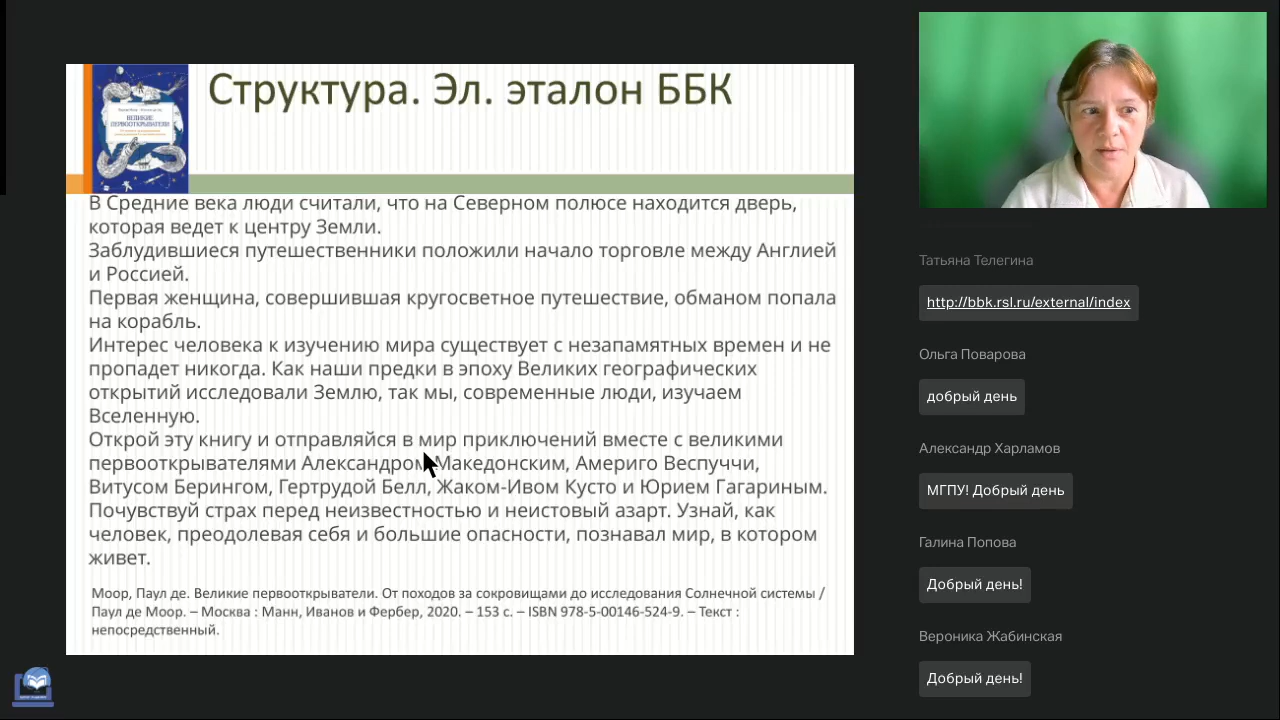 Структура. Эл. эталон ББК
ВЕЛИКИЕ
ПЕРВООТКРЫВАТЕЛИ
В Средние века люди считали, что на Северном полюсе находится дверь,
которая ведет к центру Земли.
Заблудившиеся путешественники положили начало торговле между Англией
и Россией.
Первая женщина, совершившая кругосветное путешествие, обманом попала
на корабль.
Интерес человека к изучению мира существует с незапамятных времен и не
пропадет никогда. Как наши предки в эпоху Великих географических
открытий исследовали Землю, так мы, современные люди, изучаем
Вселенную.
Открой эту книгу и отправляйся в мир приключений вместе с великими
первооткрывателями Александром Македонским, Америго Веспуччи,
Витусом Берингом, Гертрудой Белл, Жаком-Ивом Кусто и Юрием Гагариным.
Почувствуй страх перед неизвестностью и неистовый азарт. Узнай, как
человек, преодолевая себя и большие опасности, познавал мир, в котором
живет.
Моор, Паул де. Великие первооткрыватели. От походов за сокровищами до исследования Солнечной системы /
Паул де Моор. – Москва : Манн, Иванов и Фербер, 2020. – 153 с. – ISBN 978-5-00146-524-9. – Текст :
непосредственный.
Татьяна Телегина
http://bbk.rsl.ru/external/index
Ольга Поварова
добрый день
Александр Харламов
МГПУ! Добрый день
Галина Попова
Добрый день!
Вероника Жабинская
Добрый день!